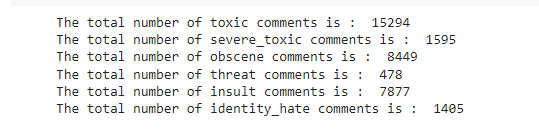 The total number of toxic comments is :  15294
The total number of severe_toxic comments is :  1595
The total number of obscene comments is :  8449
The total number of threat comments is :  478
The total number of insult comments is :  7877
The total number of identity_hate comments is :  1405